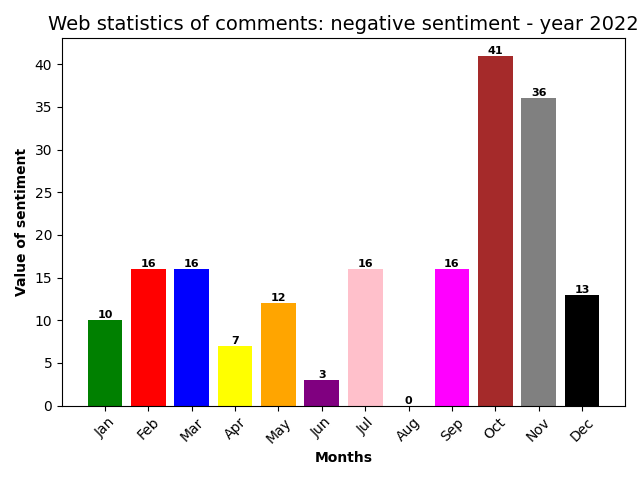 Web statistics of comments: negative sentiment - year 2022
Value of sentiment
40
35
30
25
20
15
10
5
0
10
16
16
7
12
3
16
0
16
41
36
13
Jan
Feb
Mar
Apr
May
Jun
Jul
Aug
Sep
Oct
Nov
Dec
Months